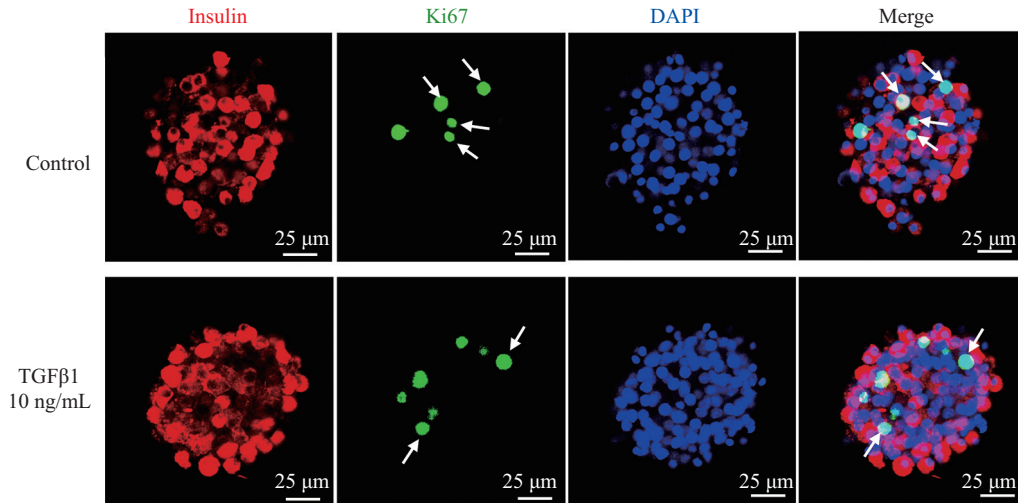 Insulin
Ki67
DAPI
Merge
Control
25 µm
25 µm
25 µm
25 µm
TGFβ1
10 ng/mL
25 µm
25 µm
25 µm
25 µm